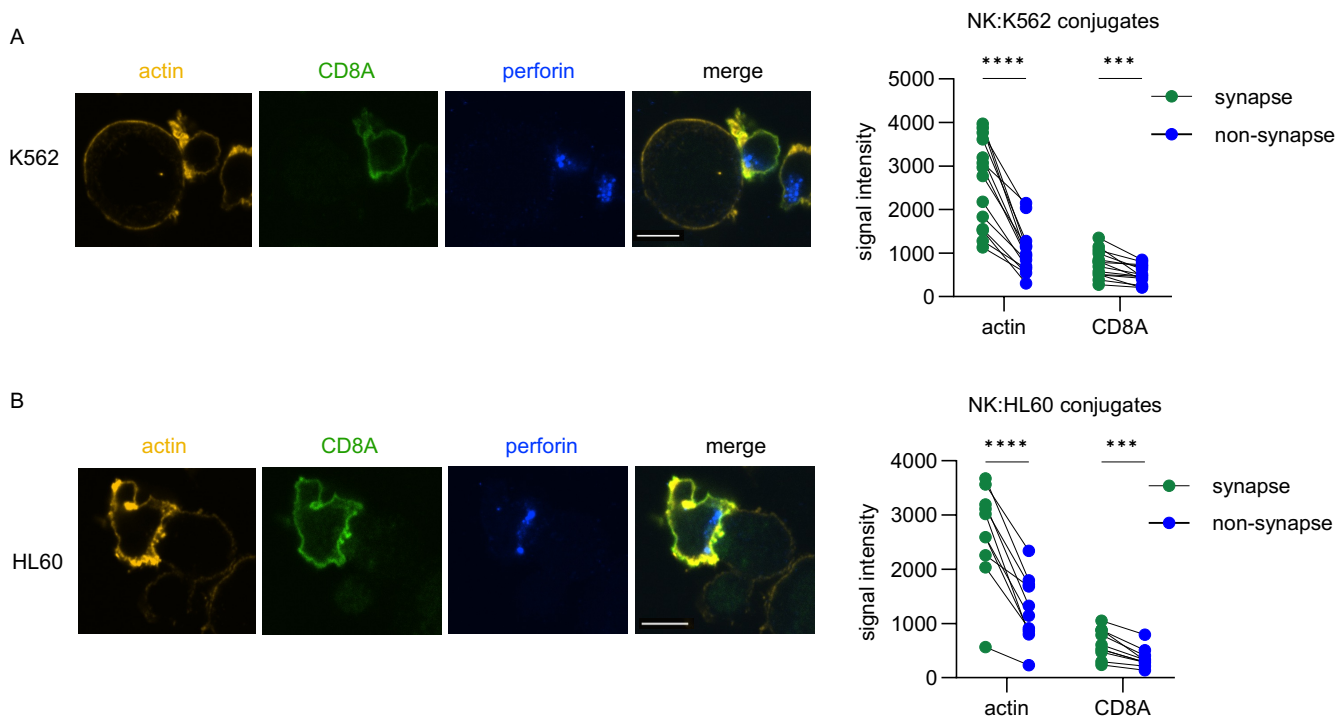 A
actin CD8A perforin merge
K562
NK:K562 conjugates
**** ***
5000
4000
3000
2000
1000
0
signal intensity
actin CD8A
synapse
non-synapse
B
actin CD8A perforin merge
HL60
NK:HL60 conjugates
**** ***
4000
3000
2000
1000
0
signal intensity
actin CD8A
synapse
non-synapse